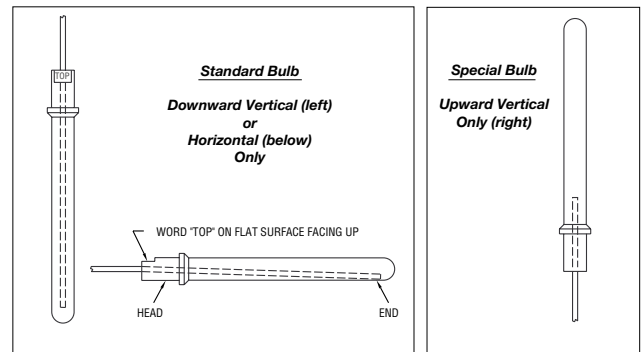 TOP
Standard Bulb
Downward Vertical (left)
or
Horizontal (below)
Only
WORD "TOP" ON FLAT SURFACE FACING UP
HEAD
END
Special Bulb
Upward Vertical
Only (right)